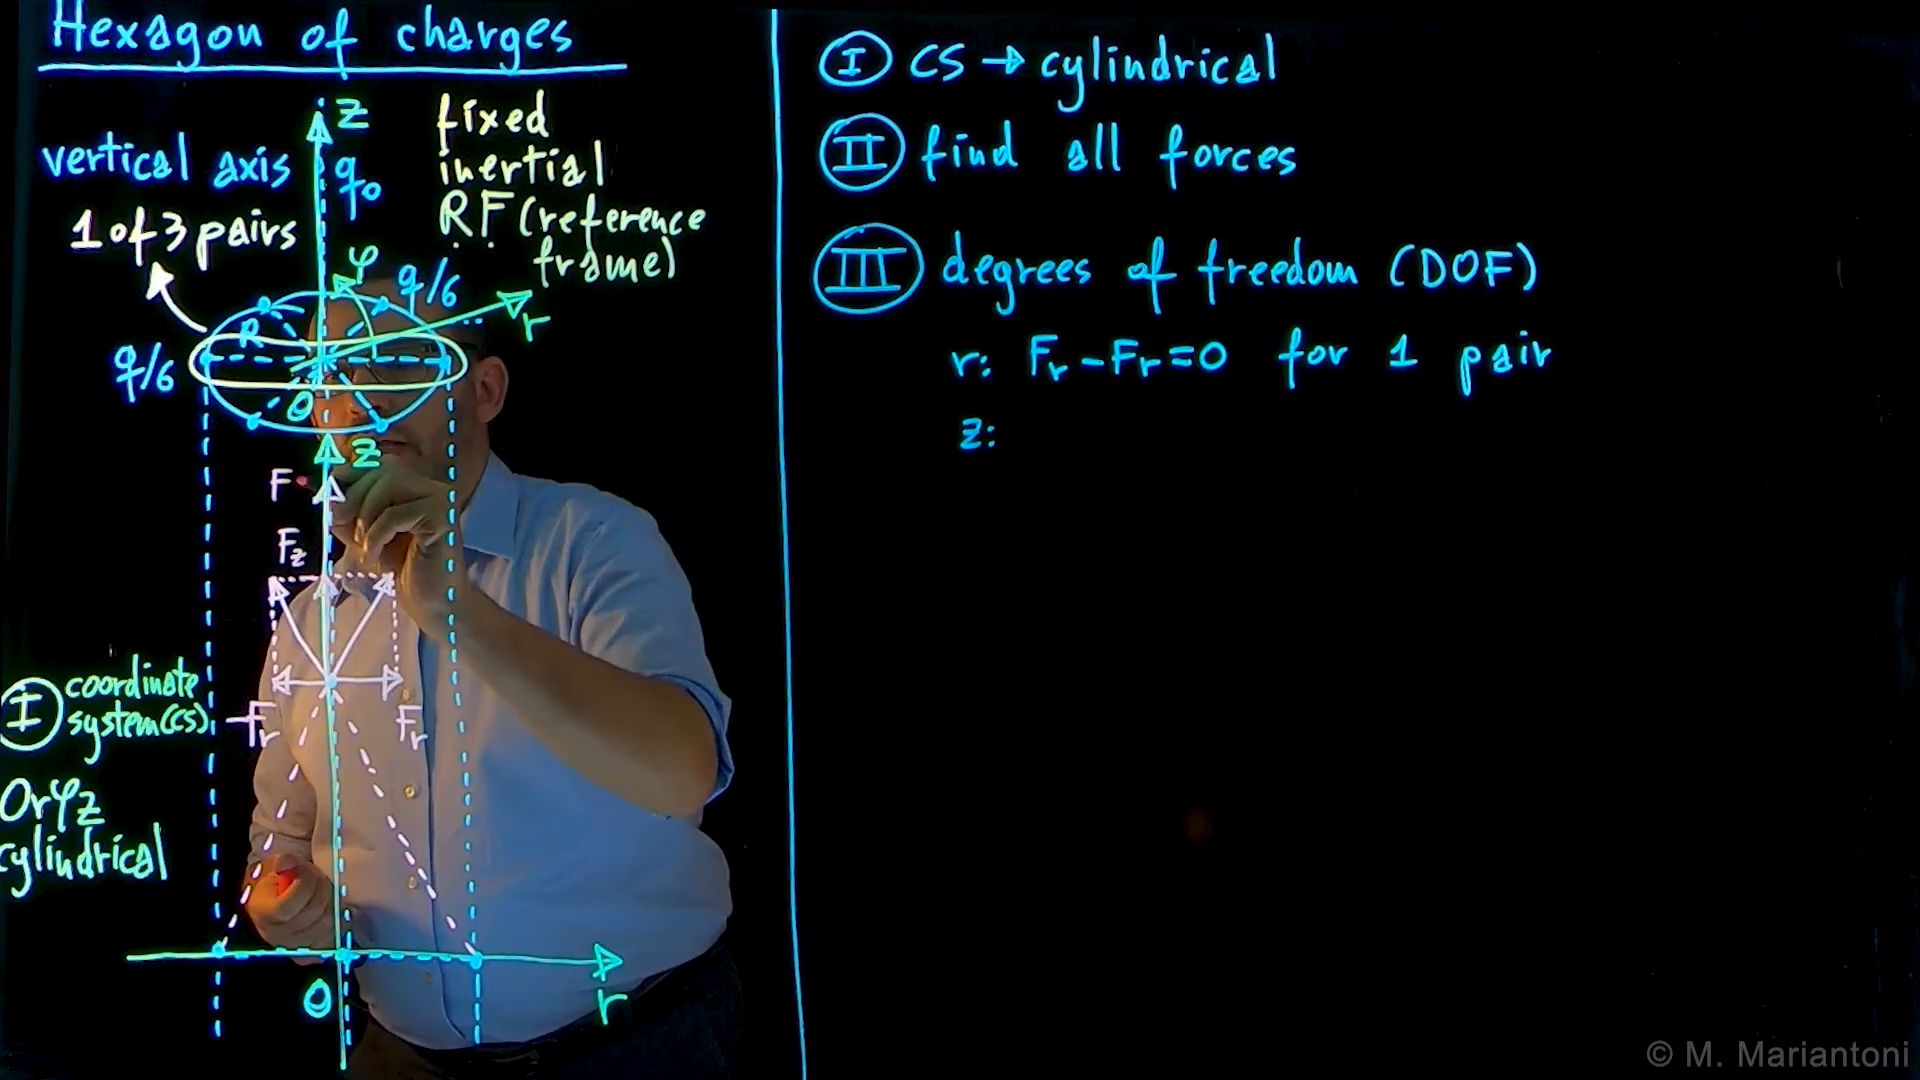 Hexagon of charges
z
vertical axis
q0
fixed
inertial
R.F. (reference
frame)
1 of 3 pairs
φ
q/6
r
R
q/6
O
z
F
Fz
I coordinate
system (CS)
-Fr
Fr
Orφz
cylindrical
O
r
I CS → cylindrical
II find all forces
III degrees of freedom (DOF)
r: Fr - Fr = 0 for 1 pair
z:
© M. Mariantoni